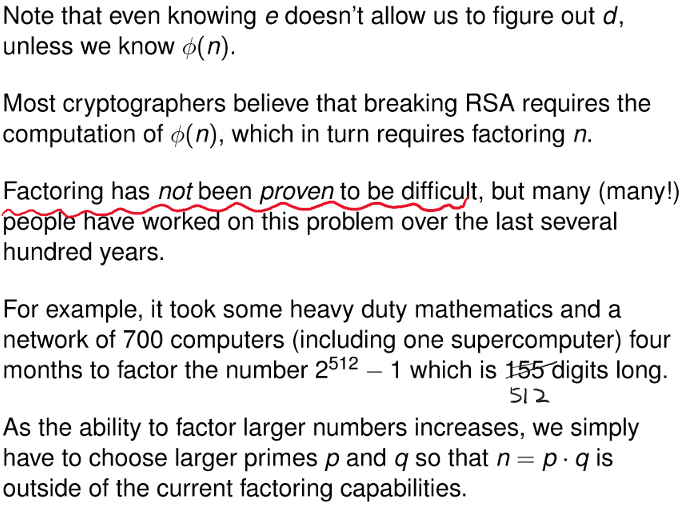 Note that even knowing e doesn't allow us to figure out d,
unless we know ϕ(n).
Most cryptographers believe that breaking RSA requires the
computation of ϕ(n), which in turn requires factoring n.
Factoring has not been proven to be difficult, but many (many!)
people have worked on this problem over the last several
hundred years.
For example, it took some heavy duty mathematics and a
network of 700 computers (including one supercomputer) four
months to factor the number 2⁵¹² − 1 which is 155 digits long.
512
As the ability to factor larger numbers increases, we simply
have to choose larger primes p and q so that n = p · q is
outside of the current factoring capabilities.